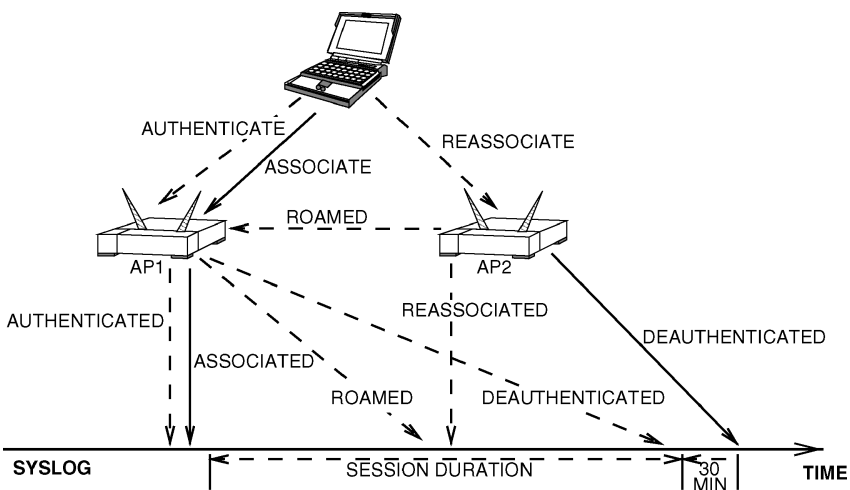 AUTHENTICATE
REASSOCIATE
ASSOCIATE
ROAMED
AP1
AP2
REASSOCIATED
AUTHENTICATED
DEAUTHENTICATED
ASSOCIATED
ROAMED
DEAUTHENTICATED
SYSLOG
SESSION DURATION
30
MIN
TIME